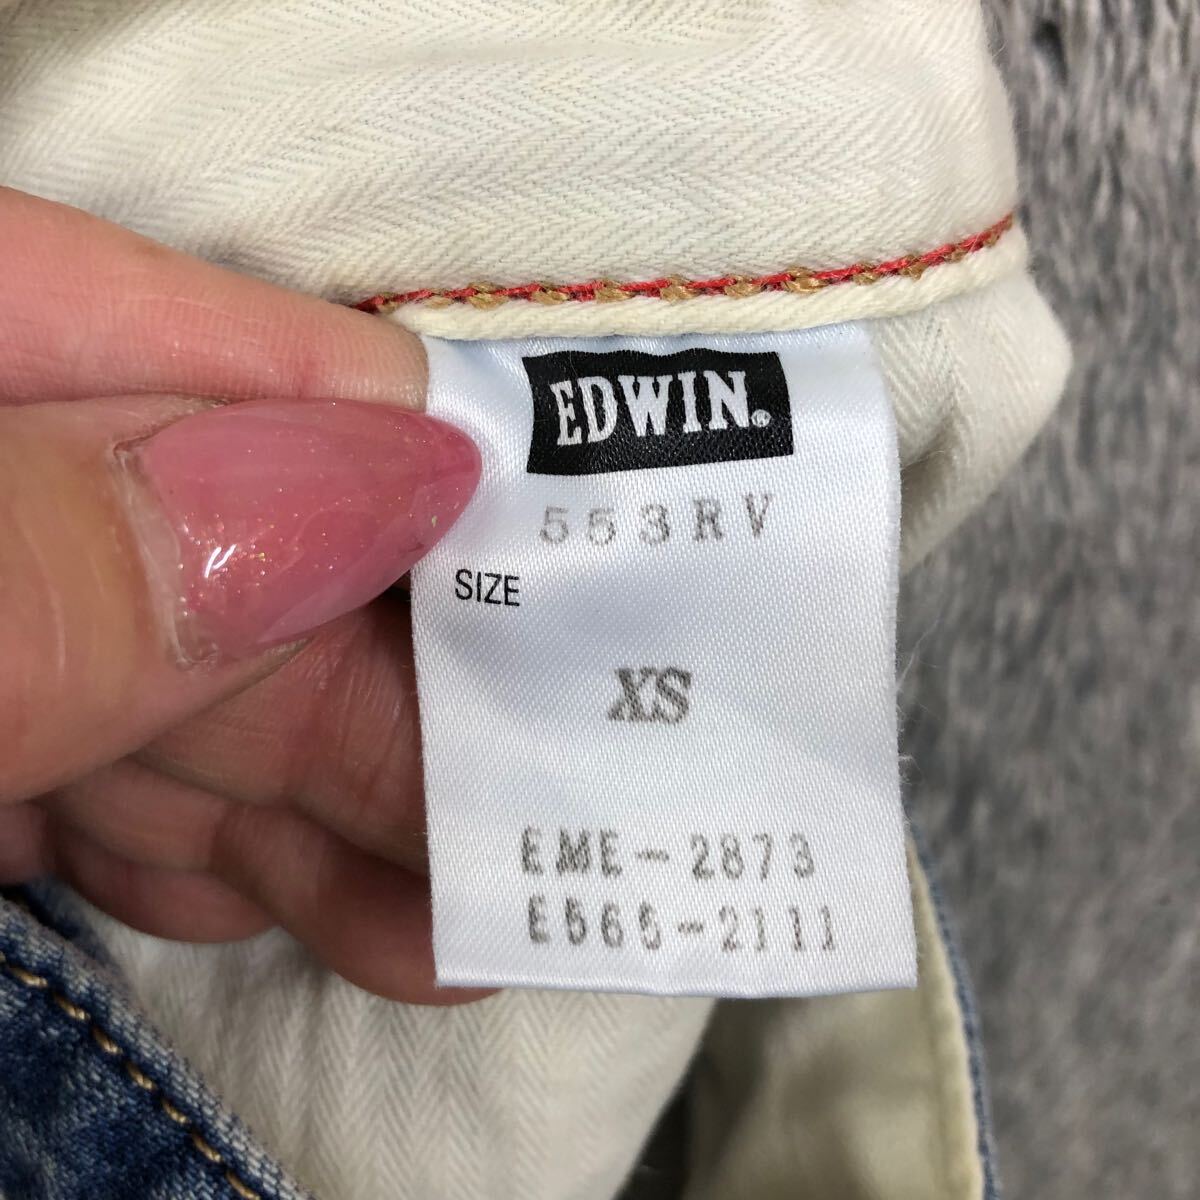 EDWIN.®
553RV
SIZE
XS
EME-2873
E565-2111